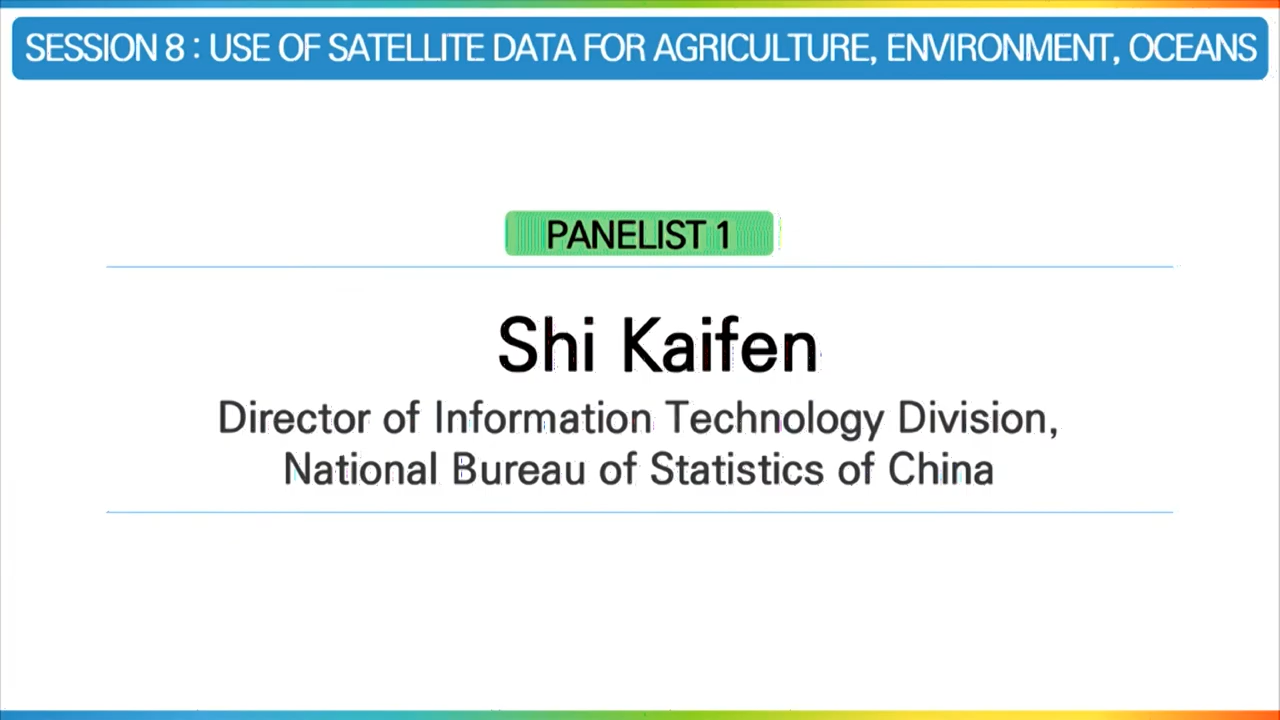 SESSION 8 : USE OF SATELLITE DATA FOR AGRICULTURE, ENVIRONMENT, OCEANS
PANELIST 1
Shi Kaifen
Director of Information Technology Division,
National Bureau of Statistics of China